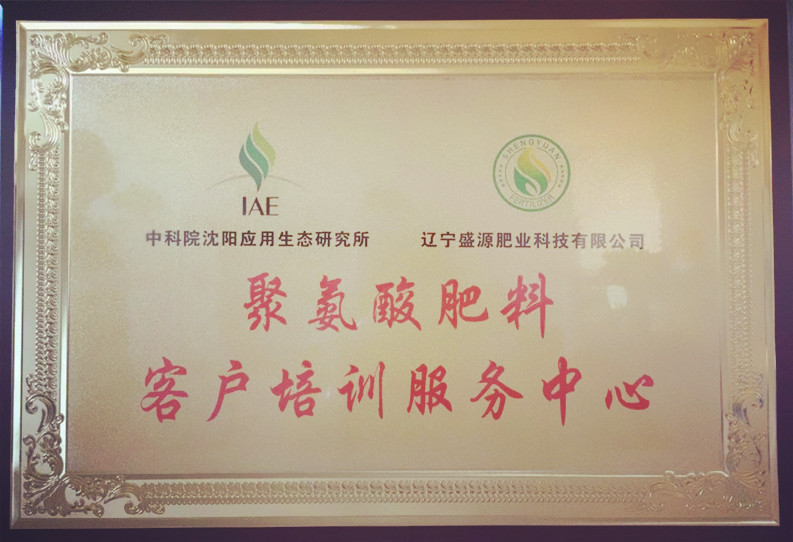 IAE
SHENGYUAN
FERTILIZER
中科院沈阳应用生态研究所
辽宁盛源肥业科技有限公司
聚氨酸肥料
客户培训服务中心